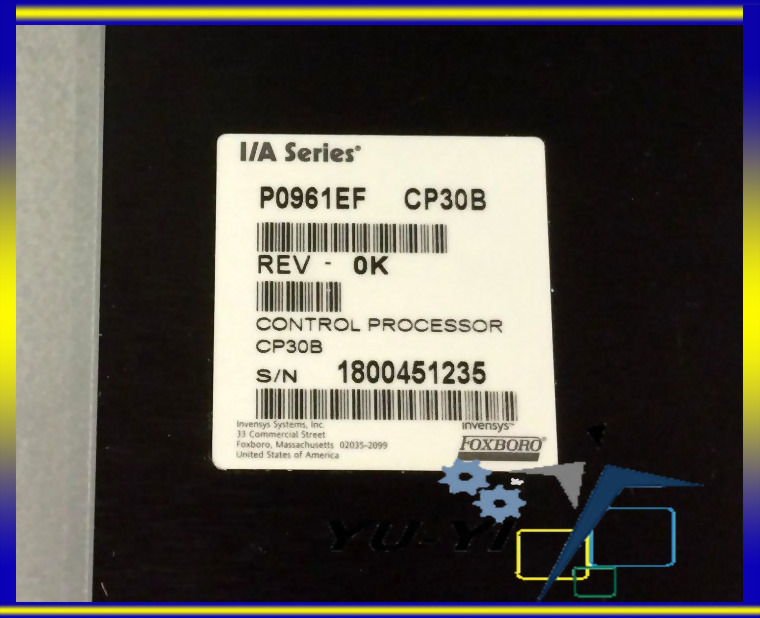 I/A Series®
P0961EF CP30B
REV - 0K
CONTROL PROCESSOR
CP30B
S/N 1800451235
Invensys Systems, Inc.
33 Commercial Street
Foxboro, Massachusetts 02035-2099
United States of America
invensys™
FOXBORO®
YU-YI